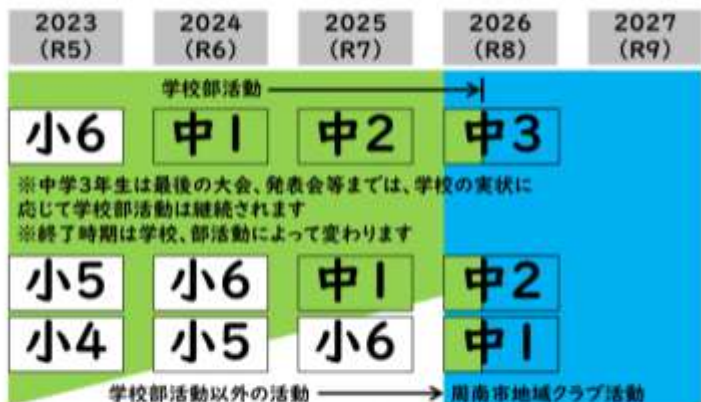 2023 2024 2025 2026 2027
(R5) (R6) (R7) (R8) (R9)
学校部活動
小6 中1 中2 中3
※中学3年生は最後の大会、発表会等までは、学校の実状に
応じて学校部活動は継続されます
※終了時期は学校、部活動によって変わります
小5 小6 中1 中2
小4 小5 小6 中1
学校部活動以外の活動 周南市地域クラブ活動